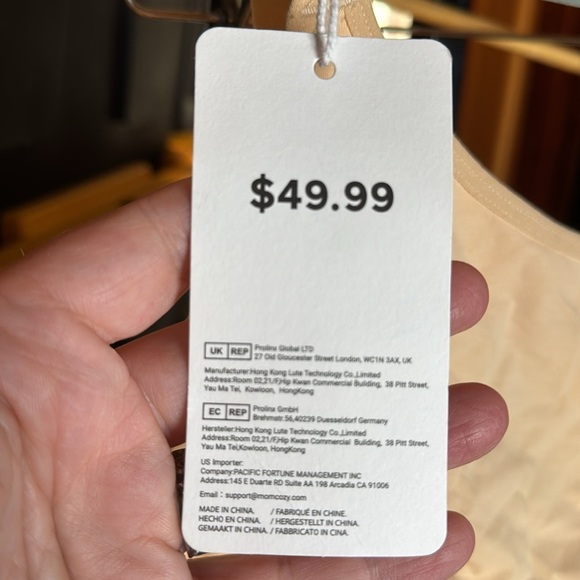 $49.99
UK REP Prolinx Global LTD
27 Old Gloucester Street London, WC1N 3AX, UK
Manufacturer:Hong Kong Lute Technology Co.,Limited
Address:Room 02,21/F,Hip Kwan Commercial Building, 38 Pitt Street,
Yau Ma Tei, Kowloon, HongKong
EC REP Prolinx GmbH
Brehmstr.56,40239 Duesseldorf Germany
Hersteller:Hong Kong Lute Technology Co.,Limited
Address:Room 02,21/F,Hip Kwan Commercial Building, 38 Pitt Street,
Yau Ma Tei,Kowloon, HongKong
US Importer:
Company:PACIFIC FORTUNE MANAGEMENT INC
Address:145 E Duarte RD Suite AA 198 Arcadia CA 91006
Email : support@momcozy.com
MADE IN CHINA. / FABRIQUÉ EN CHINE.
HECHO EN CHINA. / HERGESTELLT IN CHINA.
GEMAAKT IN CHINA. / FABBRICATO IN CINA.